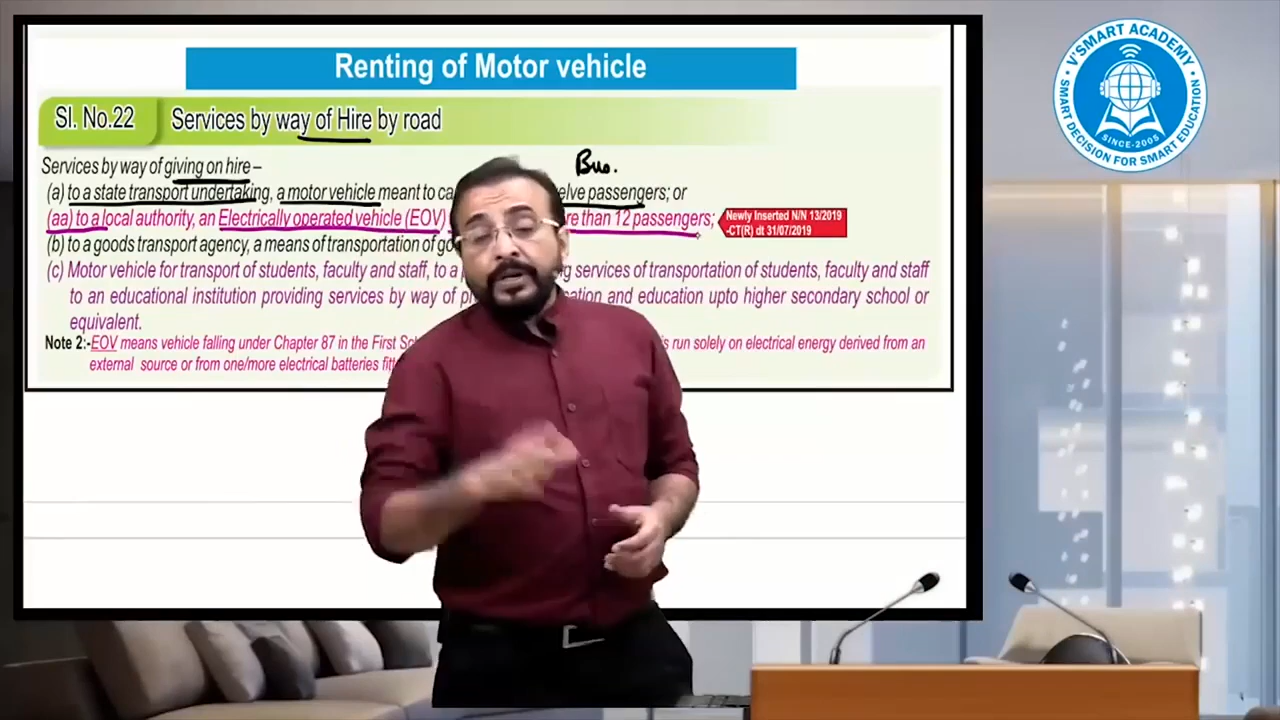 Renting of Motor vehicle
Sl. No.22 Services by way of Hire by road
Services by way of giving on hire –
Bus.
(a) to a state transport undertaking, a motor vehicle meant to passengers; or
(aa) to a local authority, an Electrically operated vehicle (EOV) than 12 passengers;
Newly Inserted N/N 13/2019
-CT(R) dt 31/07/2019
(b) to a goods transport agency, a means of transportation of
(c) Motor vehicle for transport of students, faculty and staff, to a services of transportation of students, faculty and staff
to an educational institution providing services by way of and education upto higher secondary school or
equivalent.
Note 2:-EOV means vehicle falling under Chapter 87 in the First is run solely on electrical energy derived from an
external source or from one/more electrical batteries
V'SMART ACADEMY
SMART DECISION FOR SMART EDUCATION
SINCE-2005